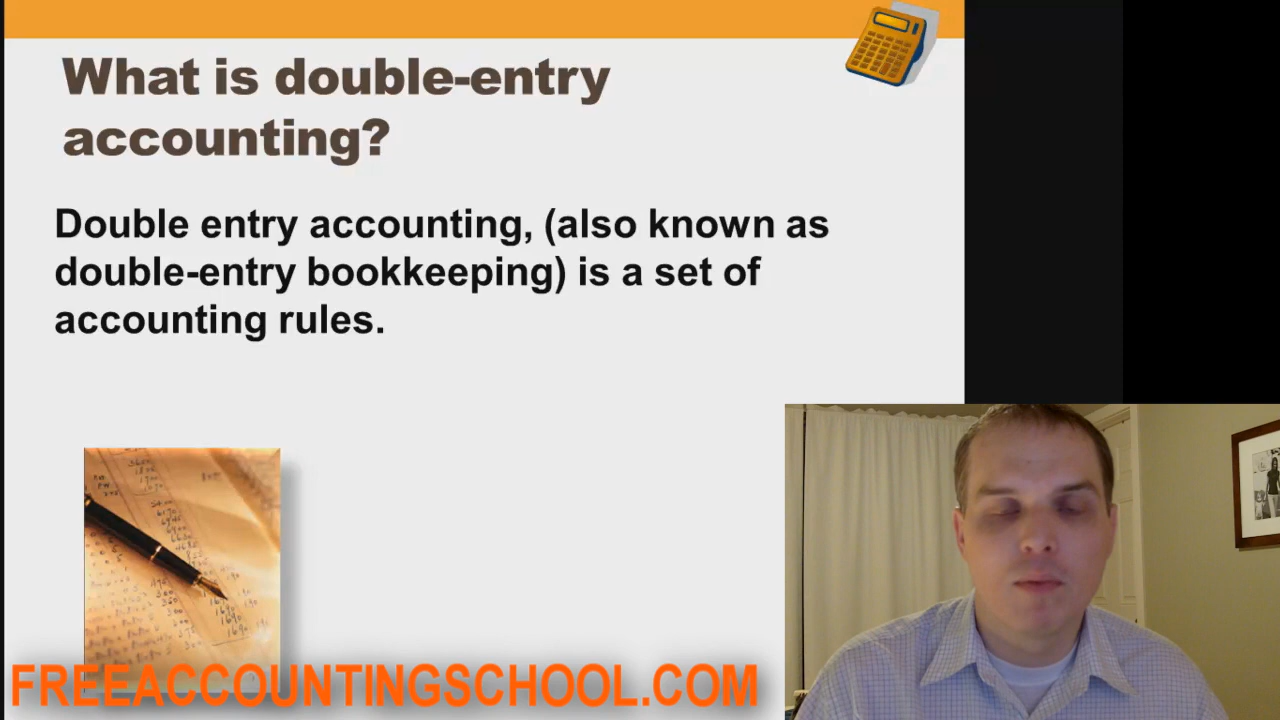 What is double-entry
accounting?
Double entry accounting, (also known as
double-entry bookkeeping) is a set of
accounting rules.
FREEACCOUNTINGSCHOOL.COM